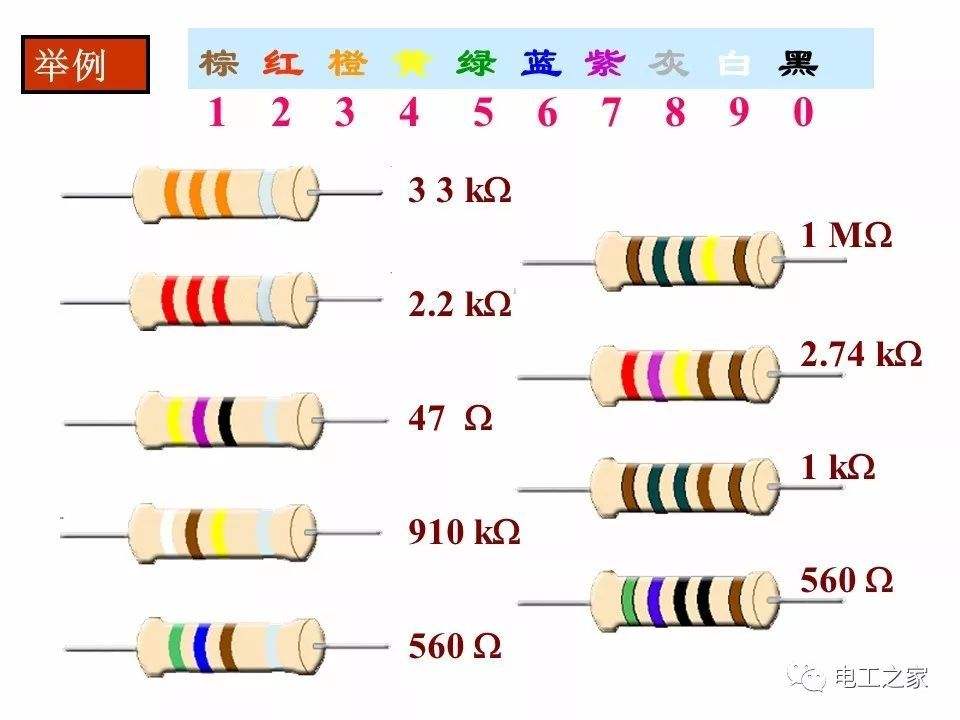 举例
棕 红 橙 黄 绿 蓝 紫 灰 白 黑
1 2 3 4 5 6 7 8 9 0
3 3 kΩ
2.2 kΩ
47 Ω
910 kΩ
560 Ω
1 MΩ
2.74 kΩ
1 kΩ
560 Ω
电工之家